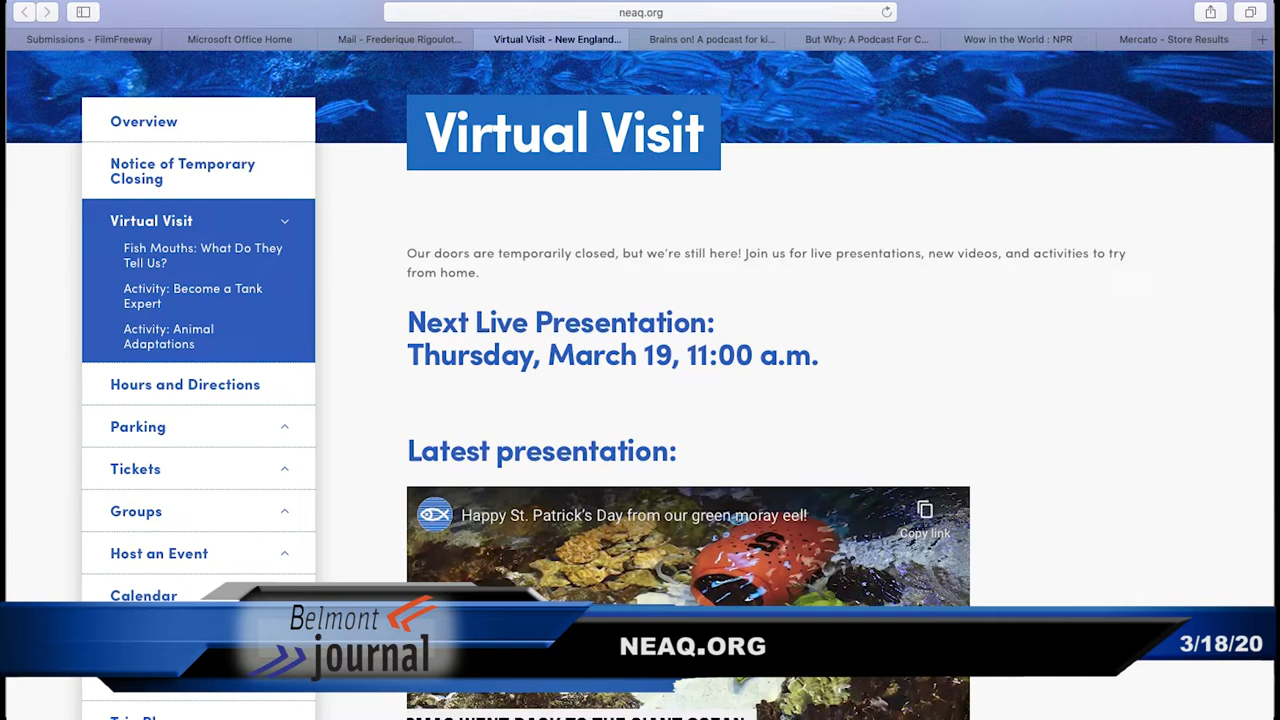 neaq.org
Submissions - FilmFreeway
Microsoft Office Home
Mail - Frederique Rigoulot...
Virtual Visit - New England...
Brains on! A podcast for ki...
But Why: A Podcast For C...
Wow in the World : NPR
Mercato - Store Results
Overview
Notice of Temporary
Closing
Virtual Visit
Fish Mouths: What Do They
Tell Us?
Activity: Become a Tank
Expert
Activity: Animal
Adaptations
Hours and Directions
Parking
Tickets
Groups
Host an Event
Calendar
Virtual Visit
Our doors are temporarily closed, but we're still here! Join us for live presentations, new videos, and activities to try
from home.
Next Live Presentation:
Thursday, March 19, 11:00 a.m.
Latest presentation:
Happy St. Patrick's Day from our green moray eel!
Copy link
Belmont
journal
NEAQ.ORG
3/18/20